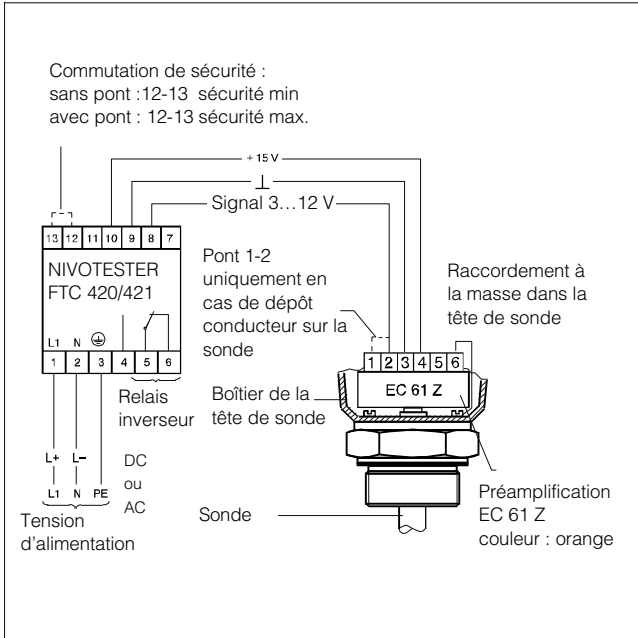 Commutation de sécurité :
sans pont :12-13 sécurité min
avec pont : 12-13 sécurité max.
+ 15 V
⊥
Signal 3…12 V
13 12 11 10 9 8 7
NIVOTESTER
FTC 420/421
L1 N
1 2 3 4 5 6
Pont 1-2
uniquement en
cas de dépôt
conducteur sur la
sonde
Raccordement à
la masse dans la
tête de sonde
1 2 3 4 5 6
EC 61 Z
Relais
inverseur
Boîtier de la
tête de sonde
L+ L–
L1 N PE
DC
ou
AC
Tension
d'alimentation
Sonde
Préamplification
EC 61 Z
couleur : orange